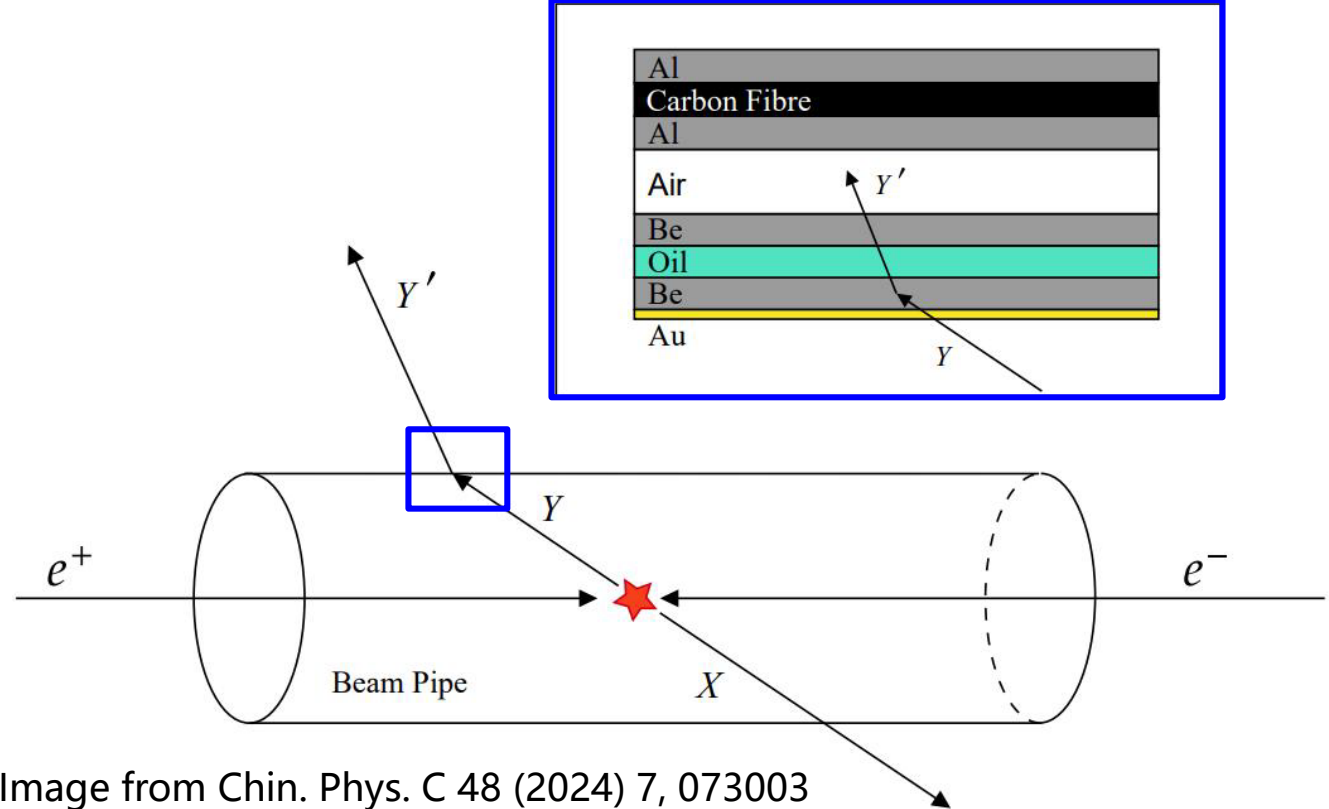 Al
Carbon Fibre
Al
Air
Y′
Be
Oil
Be
Au
Y
Y′
Y
e⁺
e⁻
Beam Pipe
X
Image from Chin. Phys. C 48 (2024) 7, 073003